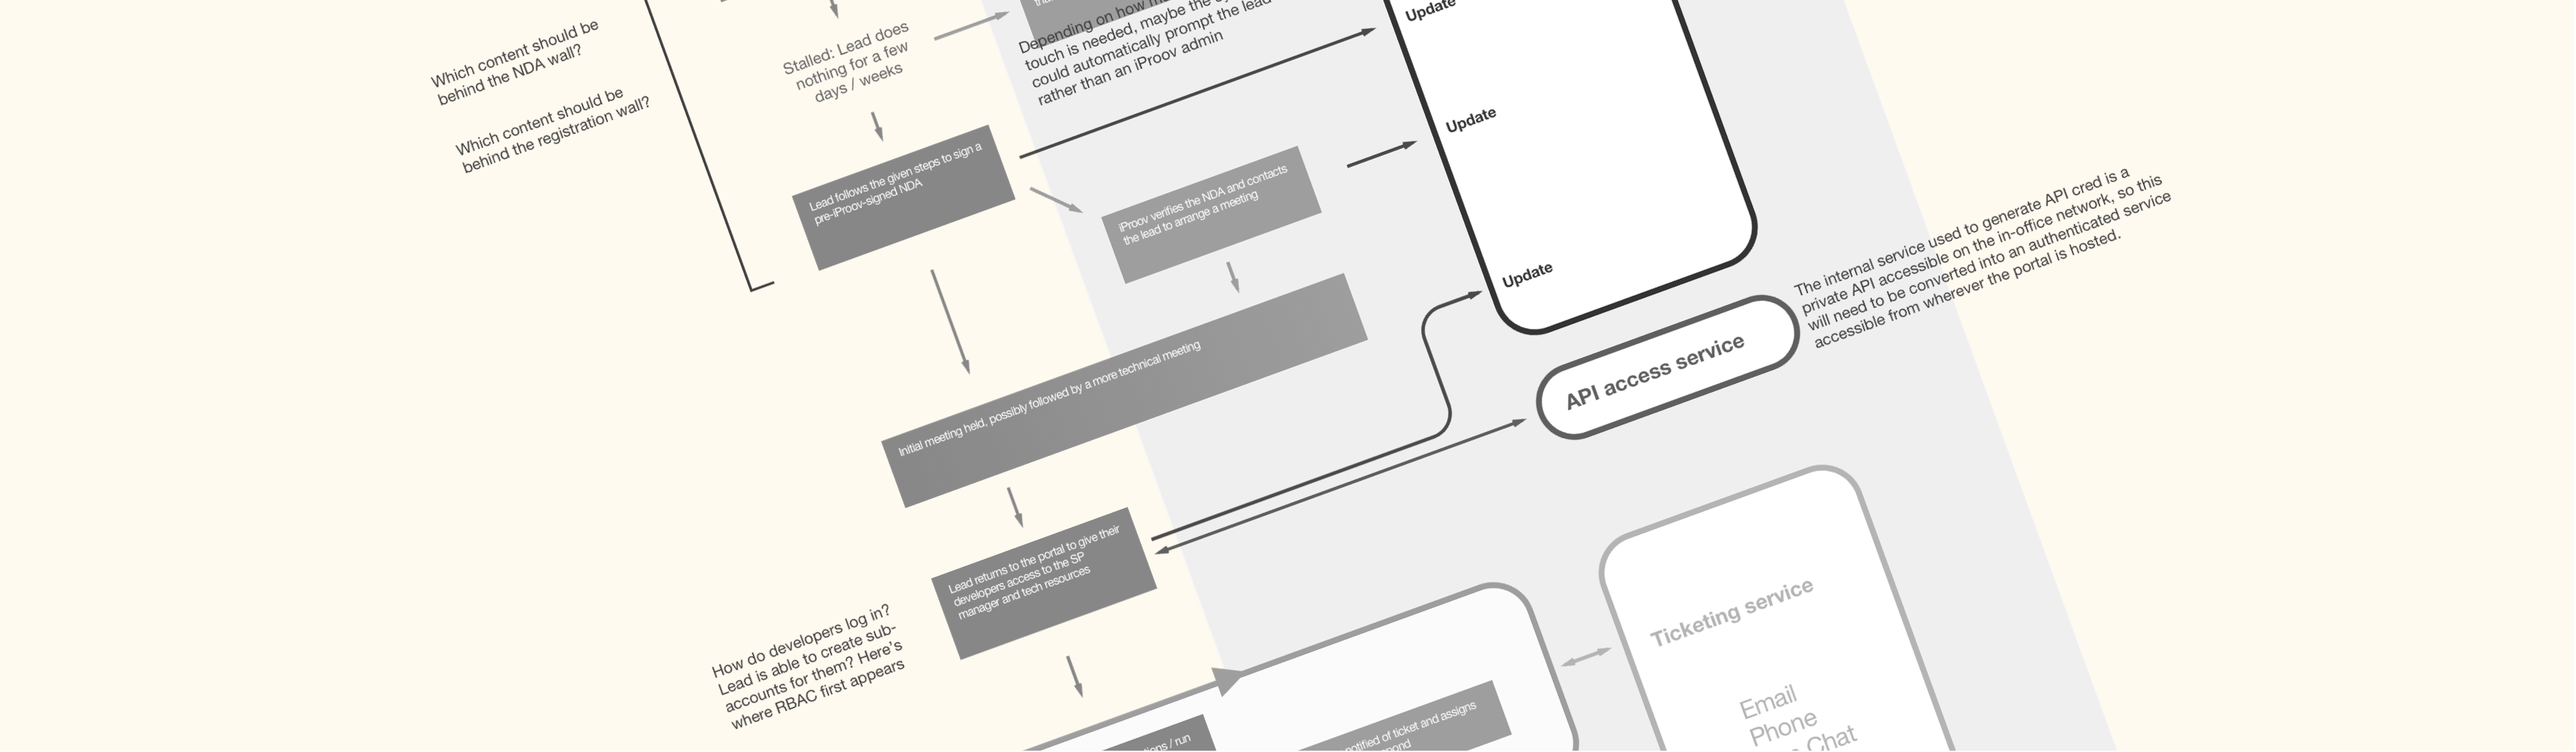 Which content should be
behind the NDA wall?
Which content should be
behind the registration wall?
Stalled: Lead does
nothing for a few
days / weeks
Depending on how
touch is needed, maybe the
could automatically prompt the lead
rather than an iProov admin
Lead follows the given steps to sign a
pre-iProov-signed NDA
iProov verifies the NDA and contacts
the lead to arrange a meeting
Update
Update
Update
The internal service used to generate API cred is a
private API accessible on the in-office network, so this
will need to be converted into an authenticated service
accessible from wherever the portal is hosted.
API access service
Initial meeting held, possibly followed by a more technical meeting
Lead returns to the portal to give their
developers access to the SP
manager and tech resources
How do developers log in?
Lead is able to create sub-
accounts for them? Here's
where RBAC first appears
Ticketing service
Email
Phone
Chat
/ run
notified of ticket and assigns